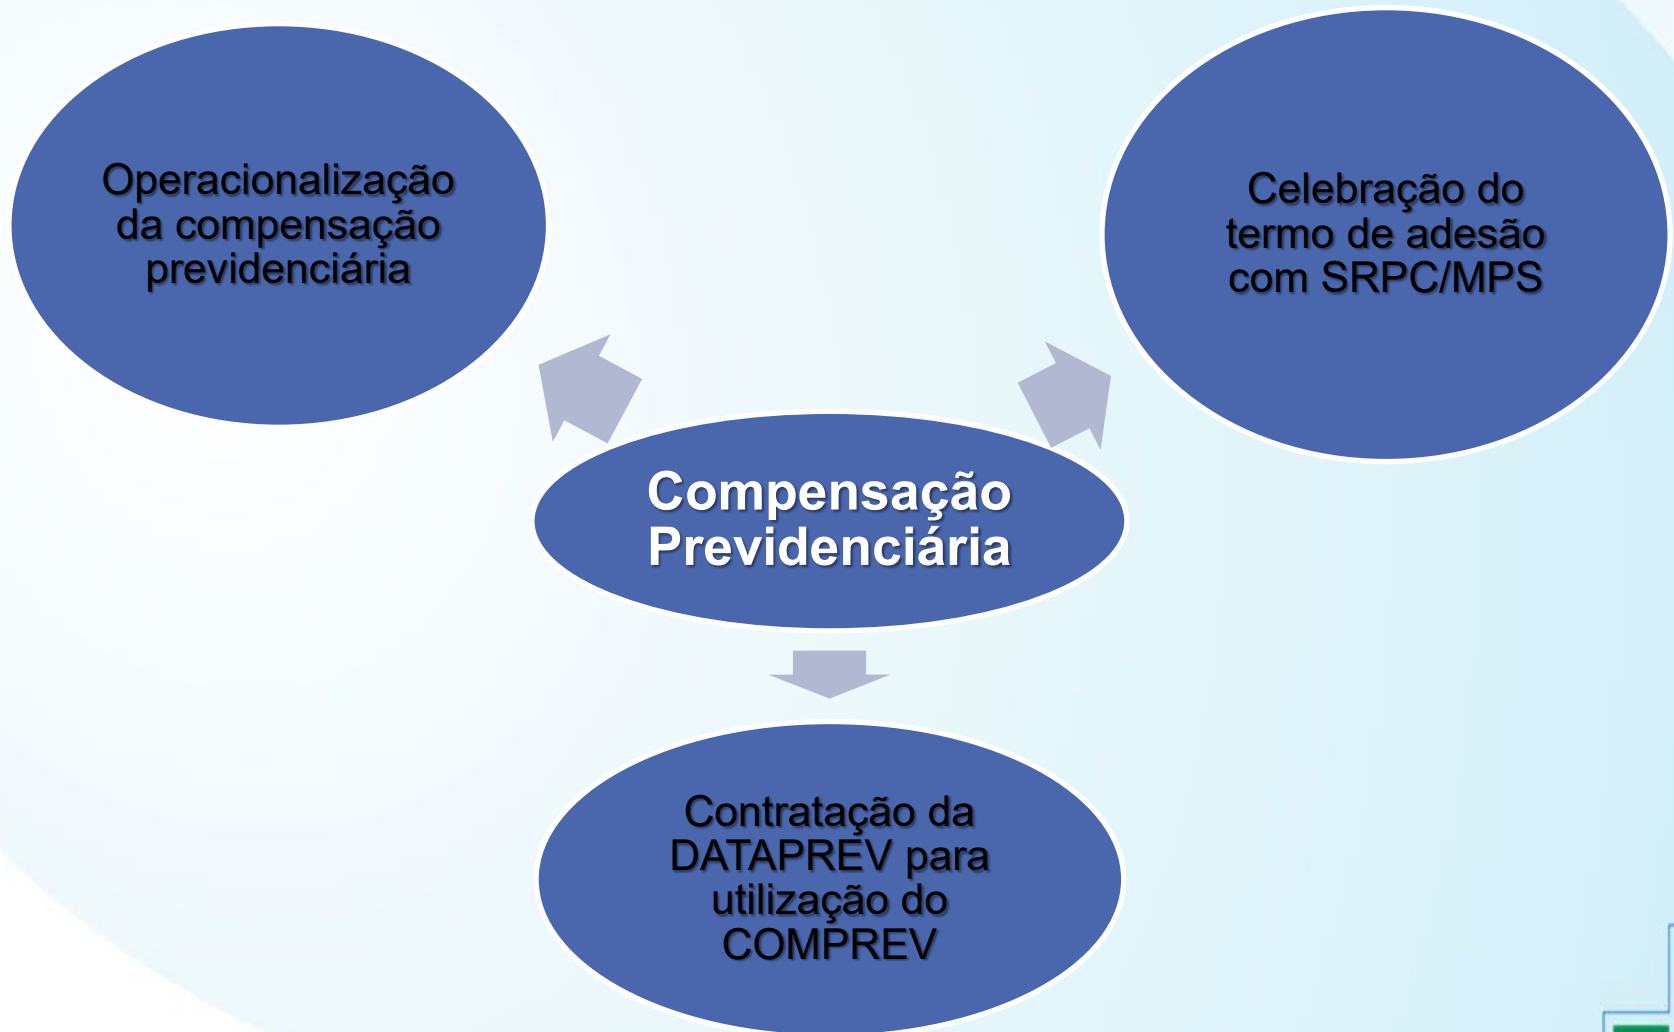 Operacionalização
da compensação
previdenciária
Celebração do
termo de adesão
com SRPC/MPS
Compensação
Previdenciária
Contratação da
DATAPREV para
utilização do
COMPREV